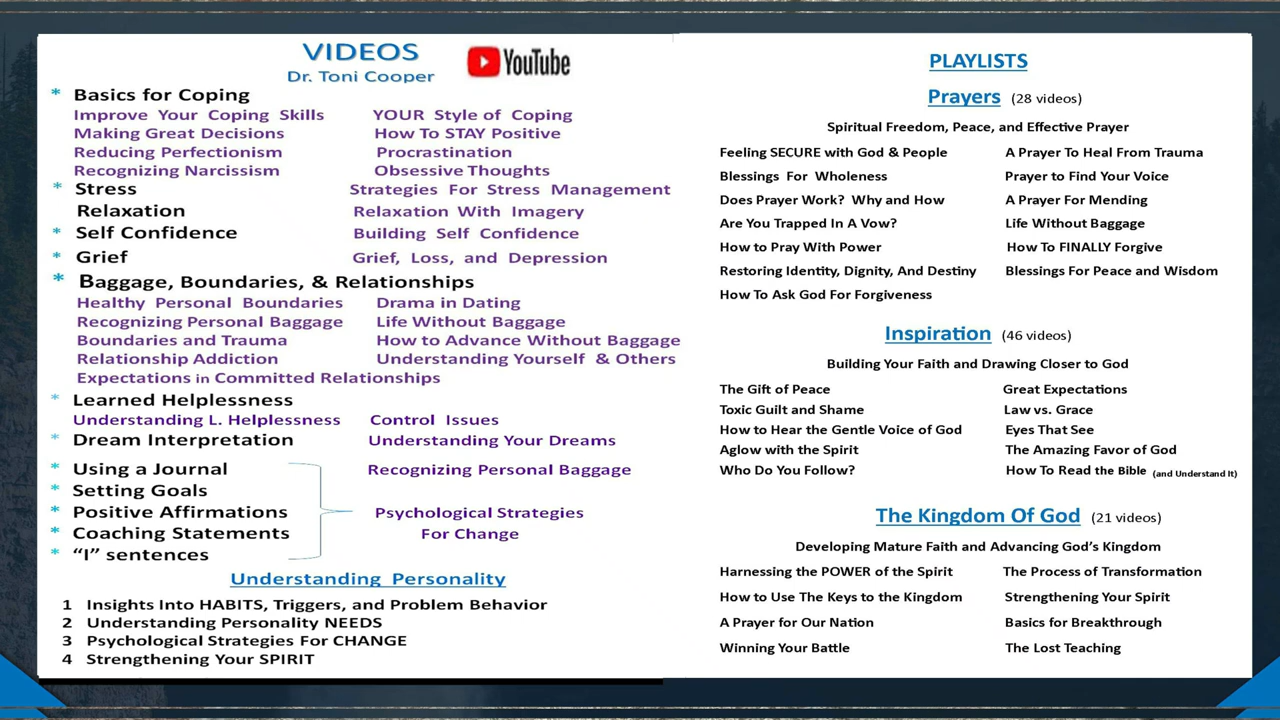 VIDEOS
YouTube
Dr. Toni Cooper
* Basics for Coping
Improve Your Coping Skills YOUR Style of Coping
Making Great Decisions How To STAY Positive
Reducing Perfectionism Procrastination
Recognizing Narcissism Obsessive Thoughts
* Stress Strategies For Stress Management
Relaxation Relaxation With Imagery
* Self Confidence Building Self Confidence
* Grief Grief, Loss, and Depression
* Baggage, Boundaries, & Relationships
Healthy Personal Boundaries Drama in Dating
Recognizing Personal Baggage Life Without Baggage
Boundaries and Trauma How to Advance Without Baggage
Relationship Addiction Understanding Yourself & Others
Expectations in Committed Relationships
* Learned Helplessness
Understanding L. Helplessness Control Issues
* Dream Interpretation Understanding Your Dreams
* Using a Journal Recognizing Personal Baggage
* Setting Goals
* Positive Affirmations Psychological Strategies
* Coaching Statements For Change
* “I” sentences
Understanding Personality
1 Insights Into HABITS, Triggers, and Problem Behavior
2 Understanding Personality NEEDS
3 Psychological Strategies For CHANGE
4 Strengthening Your SPIRIT
PLAYLISTS
Prayers (28 videos)
Spiritual Freedom, Peace, and Effective Prayer
Feeling SECURE with God & People A Prayer To Heal From Trauma
Blessings For Wholeness Prayer to Find Your Voice
Does Prayer Work? Why and How A Prayer For Mending
Are You Trapped In A Vow? Life Without Baggage
How to Pray With Power How To FINALLY Forgive
Restoring Identity, Dignity, And Destiny Blessings For Peace and Wisdom
How To Ask God For Forgiveness
Inspiration (46 videos)
Building Your Faith and Drawing Closer to God
The Gift of Peace Great Expectations
Toxic Guilt and Shame Law vs. Grace
How to Hear the Gentle Voice of God Eyes That See
Aglow with the Spirit The Amazing Favor of God
Who Do You Follow? How To Read the Bible (and Understand It)
The Kingdom Of God (21 videos)
Developing Mature Faith and Advancing God’s Kingdom
Harnessing the POWER of the Spirit The Process of Transformation
How to Use The Keys to the Kingdom Strengthening Your Spirit
A Prayer for Our Nation Basics for Breakthrough
Winning Your Battle The Lost Teaching